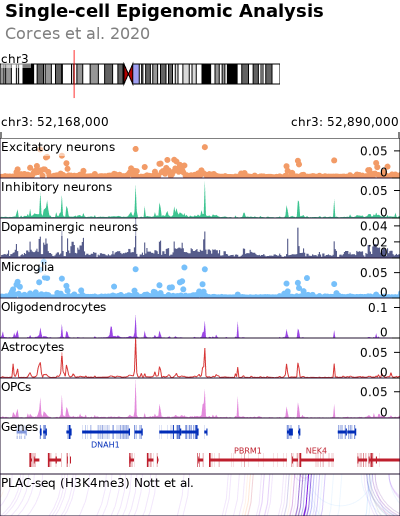 Single-cell Epigenomic Analysis
Corces et al. 2020
chr3
chr3: 52,168,000 chr3: 52,890,000
Excitatory neurons 0.05
0
Inhibitory neurons 0.05
0
Dopaminergic neurons 0.04
0.02
0
Microglia 0.05
0
Oligodendrocytes 0.1
0
Astrocytes 0.05
0
OPCs 0.05
0
Genes
DNAH1
PBRM1 NEK4
PLAC-seq (H3K4me3) Nott et al.